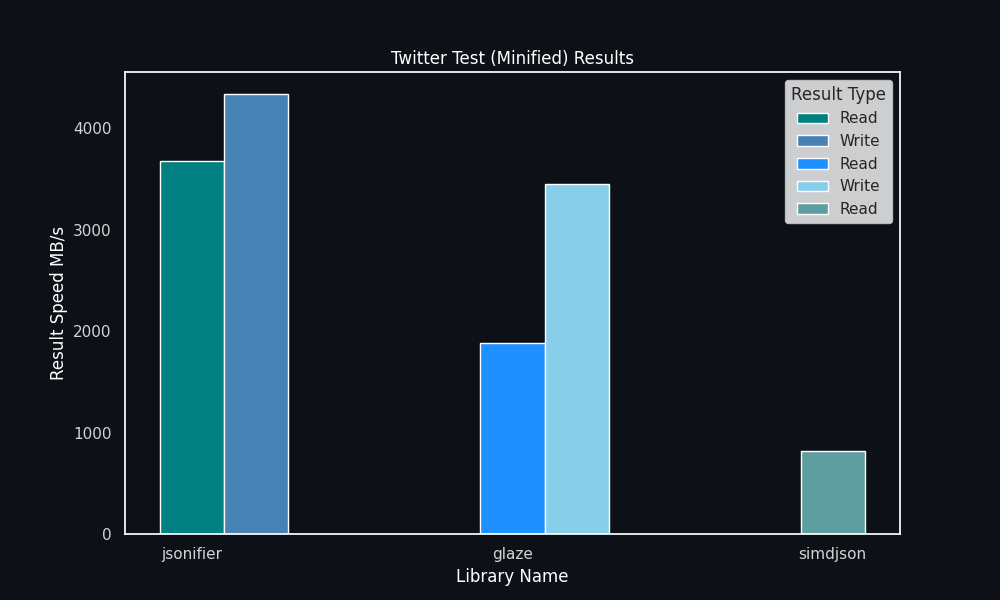 Twitter Test (Minified) Results
Result Type
Read
Write
Read
Write
Read
Result Speed MB/s
4000
3000
2000
1000
0
jsonifier
glaze
simdjson
Library Name